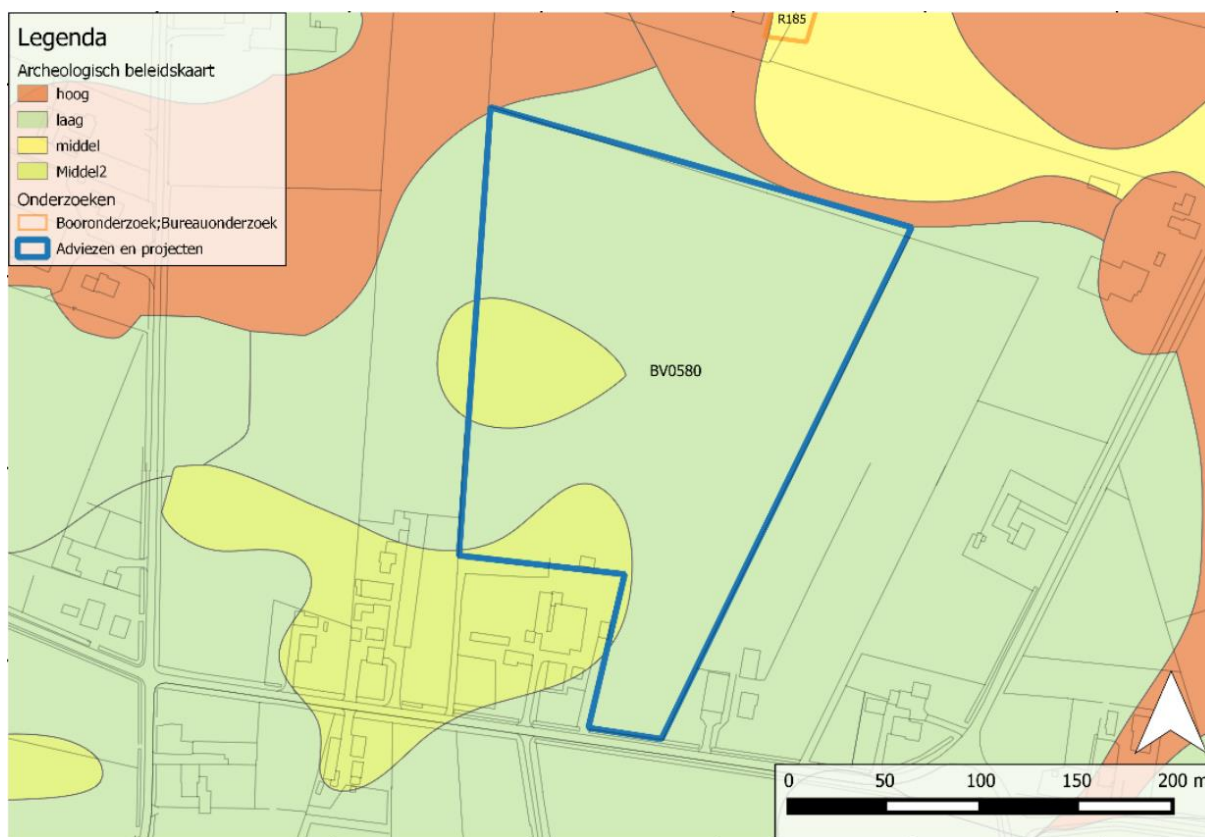 Legenda
Archeologisch beleidskaart
hoog
laag
middel
Middel2
Onderzoeken
Booronderzoek;Bureauonderzoek
Adviezen en projecten
R185
BV0580
0 50 100 150 200 m